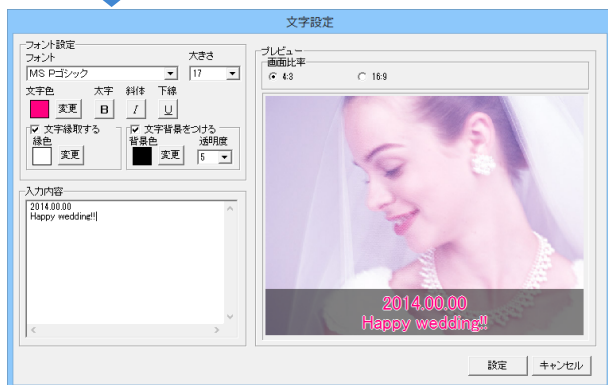 文字設定
フォント設定
フォント
大きさ
MS Pゴシック
17
文字色
太字
斜体
下線
変更
B
I
U
文字縁取する
縁色
変更
文字背景をつける
背景色
透明度
変更
5
入力内容
2014.00.00
Happy wedding!!
プレビュー
画面比率
4:3
16:9
2014.00.00
Happy wedding!!
設定
キャンセル